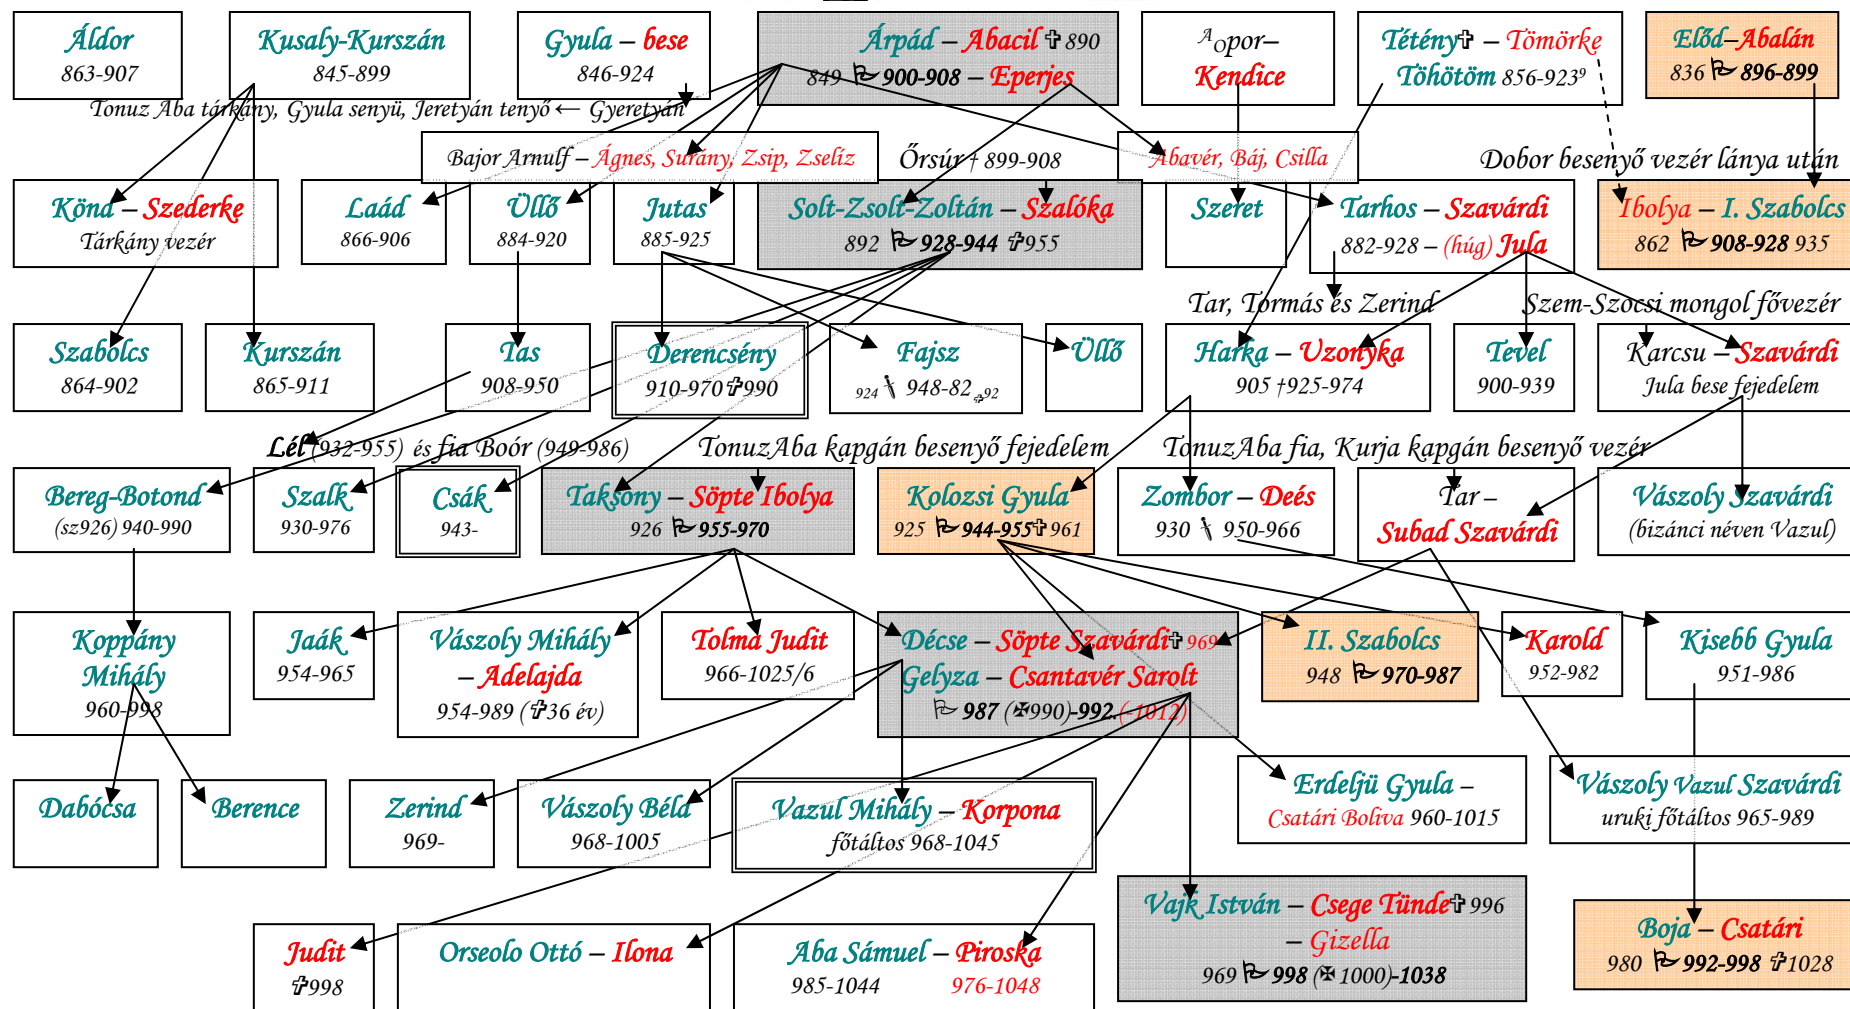 Áldor
863-907
Kusaly-Kurszán
845-899
Gyula – bese
846-924
Árpád – Abacil ✞ 890
849 900-908 – Eperjes
Aopor–
Kendice
Tétény✞ – Tömörke
Töhötöm 856-923⁹
Előd–Abalán
836 896-899
Tonuz Aba tárkány, Gyula senyü, Jeretyán tenyő ← Gyeretyán
Bajor Arnulf – Ágnes, Surány, Zsip, Zselíz
Őrsúr † 899-908
Abavér, Báj, Csilla
Dobor besenyő vezér lánya után
Könd – Szederke
Tárkány vezér
Laád
866-906
Üllő
884-920
Jutas
885-925
Solt-Zsolt-Zoltán – Szalóka
892 928-944 ✞955
Szeret
Tarhos – Szavárdi
882-928 – (húg) Jula
Ibolya – I. Szabolcs
862 908-928 935
Tar, Tormás és Zerind
Szem-Szocsi mongol fővezér
Szabolcs
864-902
Kurszán
865-911
Tas
908-950
Derencsény
910-970✞990
Fajsz
924 948-82 ✞92
Üllő
Harka – Uzonyka
905 †925-974
Tevel
900-939
Karcsu – Szavárdi
Jula bese fejedelem
Lél (932-955) és fia Boór (949-986)
TonuzAba kapgán besenyő fejedelem
TonuzAba fia, Kurja kapgán besenyő vezér
Bereg-Botond
(sz926) 940-990
Szalk
930-976
Csák
943-
Taksony – Söpte Ibolya
926 955-970
Kolozsi Gyula
925 944-955✞ 961
Zombor – Deés
930 950-966
Tar –
Subad Szavárdi
Vászoly Szavárdi
(bizánci néven Vazul)
Koppány
Mihály
960-998
Jaák
954-965
Vászoly Mihály
– Adelajda
954-989 (✞36 év)
Tolma Judit
966-1025/6
Décse – Söpte Szavárdi✞ 969
Gelyza – Csantavér Sarolt
987 (✠990)-992.(-1012)
II. Szabolcs
948 970-987
Karold
952-982
Kisebb Gyula
951-986
Dabócsa
Berence
Zerind
969-
Vászoly Béla
968-1005
Vazul Mihály – Korpona
főtáltos 968-1045
Erdeljü Gyula –
Csatári Boliva 960-1015
Vászoly Vazul Szavárdi
uruki főtáltos 965-989
Judit
✞998
Orseolo Ottó – Ilona
Aba Sámuel – Piroska
985-1044 976-1048
Vajk István – Csege Tünde✞ 996
– Gizella
969 998 (✠ 1000)-1038
Boja – Csatári
980 992-998 ✞1028